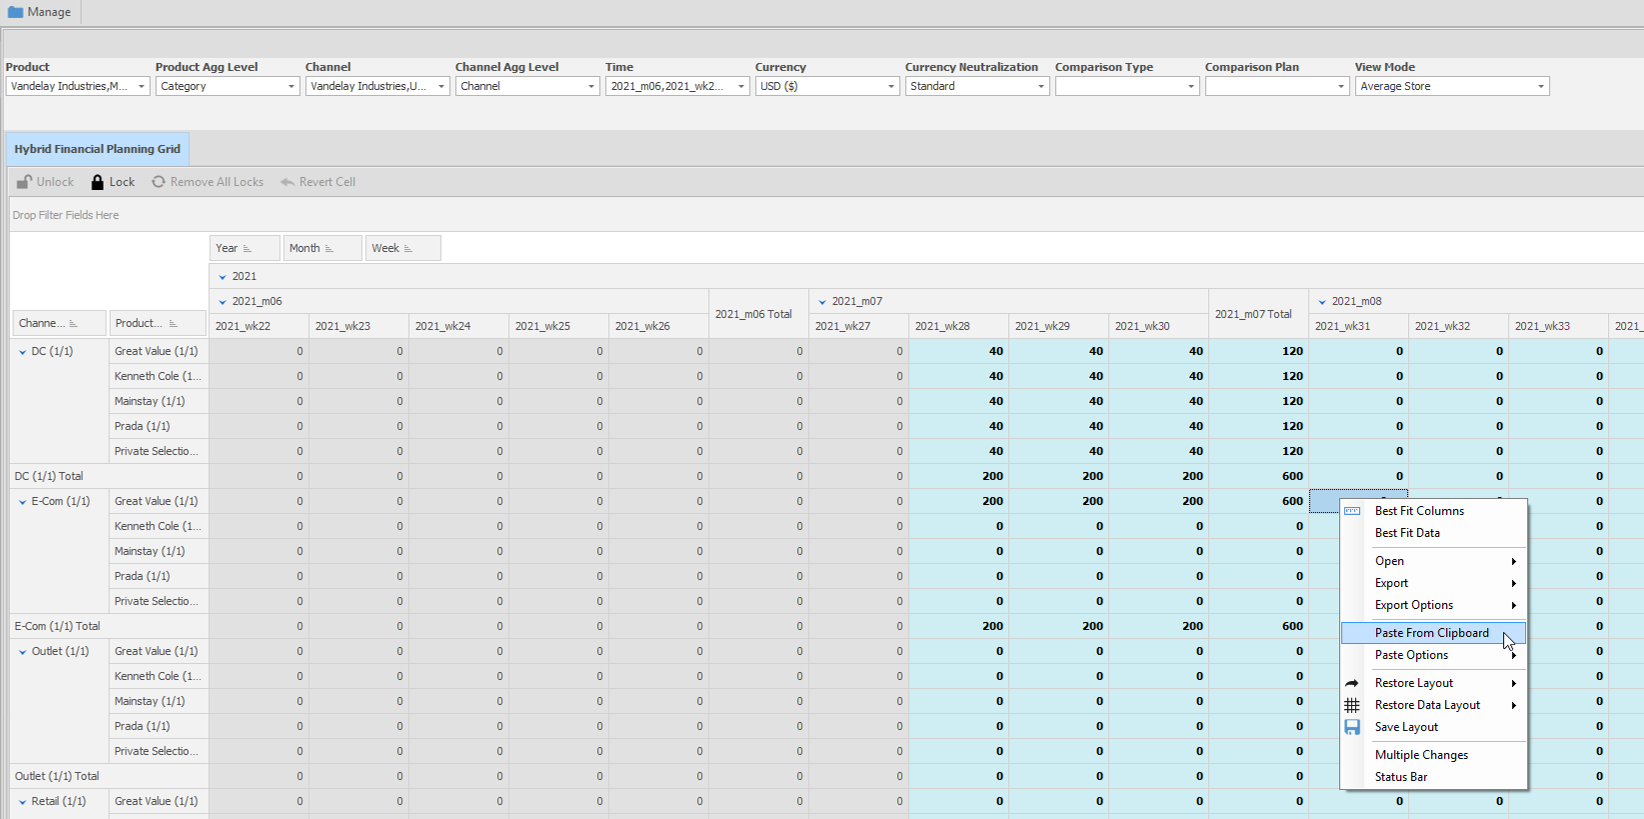 Manage
Product Product Agg Level Channel Channel Agg Level Time Currency Currency Neutralization Comparison Type Comparison Plan View Mode
Vandelay Industries,M... Category Vandelay Industries,U... Channel 2021_m06,2021_wk2... USD ($) Standard Average Store
Hybrid Financial Planning Grid
Unlock Lock Remove All Locks Revert Cell
Drop Filter Fields Here
Year Month Week
2021
2021_m06 2021_m06 Total 2021_m07 2021_m07 Total 2021_m08
Channe... Product... 2021_wk22 2021_wk23 2021_wk24 2021_wk25 2021_wk26 2021_wk27 2021_wk28 2021_wk29 2021_wk30 2021_wk31 2021_wk32 2021_wk33 2021_
DC (1/1) Great Value (1/1) 0 0 0 0 0 0 0 40 40 40 120 0 0 0
Kenneth Cole (1... 0 0 0 0 0 0 0 40 40 40 120 0 0 0
Mainstay (1/1) 0 0 0 0 0 0 0 40 40 40 120 0 0 0
Prada (1/1) 0 0 0 0 0 0 0 40 40 40 120 0 0 0
Private Selectio... 0 0 0 0 0 0 0 40 40 40 120 0 0 0
DC (1/1) Total 0 0 0 0 0 0 0 200 200 200 600 0 0 0
E-Com (1/1) Great Value (1/1) 0 0 0 0 0 0 0 200 200 200 600 0
Kenneth Cole (1... 0 0 0 0 0 0 0 0 0 0 0 0
Mainstay (1/1) 0 0 0 0 0 0 0 0 0 0 0 0
Prada (1/1) 0 0 0 0 0 0 0 0 0 0 0 0
Private Selectio... 0 0 0 0 0 0 0 0 0 0 0 0
E-Com (1/1) Total 0 0 0 0 0 0 0 200 200 200 600 0
Outlet (1/1) Great Value (1/1) 0 0 0 0 0 0 0 0 0 0 0 0
Kenneth Cole (1... 0 0 0 0 0 0 0 0 0 0 0 0
Mainstay (1/1) 0 0 0 0 0 0 0 0 0 0 0 0
Prada (1/1) 0 0 0 0 0 0 0 0 0 0 0 0
Private Selectio... 0 0 0 0 0 0 0 0 0 0 0 0
Outlet (1/1) Total 0 0 0 0 0 0 0 0 0 0 0 0
Retail (1/1) Great Value (1/1) 0 0 0 0 0 0 0 0 0 0 0 0 0 0
Best Fit Columns
Best Fit Data
Open
Export
Export Options
Paste From Clipboard
Paste Options
Restore Layout
Restore Data Layout
Save Layout
Multiple Changes
Status Bar